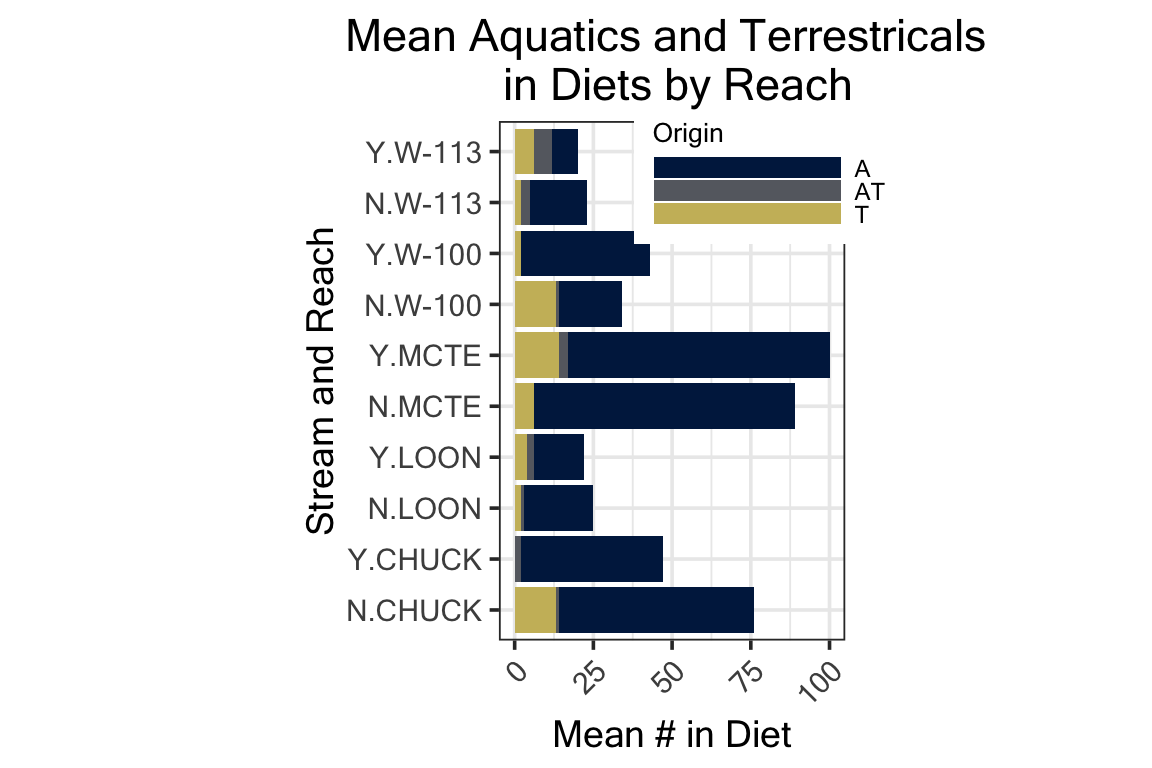 Mean Aquatics and Terrestricals
in Diets by Reach
Origin
A
AT
T
Stream and Reach
Y.W-113
N.W-113
Y.W-100
N.W-100
Y.MCTE
N.MCTE
Y.LOON
N.LOON
Y.CHUCK
N.CHUCK
0
25
50
75
100
Mean # in Diet